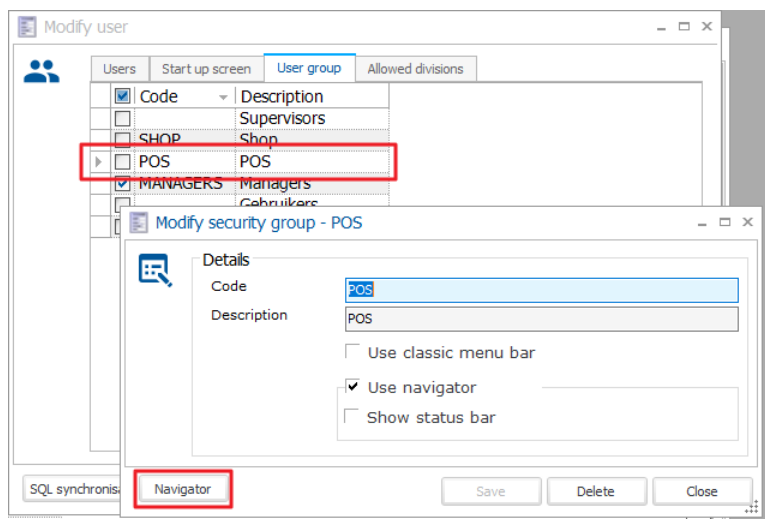 Modify user
Users Start up screen User group Allowed divisions
Code Description
Supervisors
SHOP Shop
POS POS
MANAGERS Managers
Gebruikers
Modify security group - POS
Details
Code POS
Description POS
Use classic menu bar
Use navigator
Show status bar
SQL synchronis
Navigator Save Delete Close